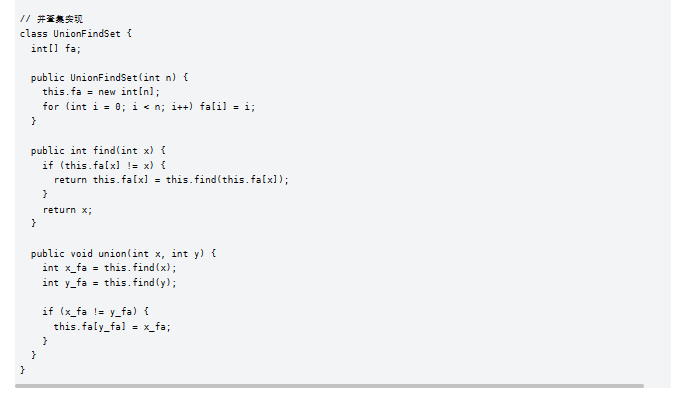 // 并查集实现
class UnionFindSet {
  int[] fa;
  public UnionFindSet(int n) {
    this.fa = new int[n];
    for (int i = 0; i < n; i++) fa[i] = i;
  }
  public int find(int x) {
    if (this.fa[x] != x) {
      return this.fa[x] = this.find(this.fa[x]);
    }
    return x;
  }
  public void union(int x, int y) {
    int x_fa = this.find(x);
    int y_fa = this.find(y);
    if (x_fa != y_fa) {
      this.fa[y_fa] = x_fa;
    }
  }
}